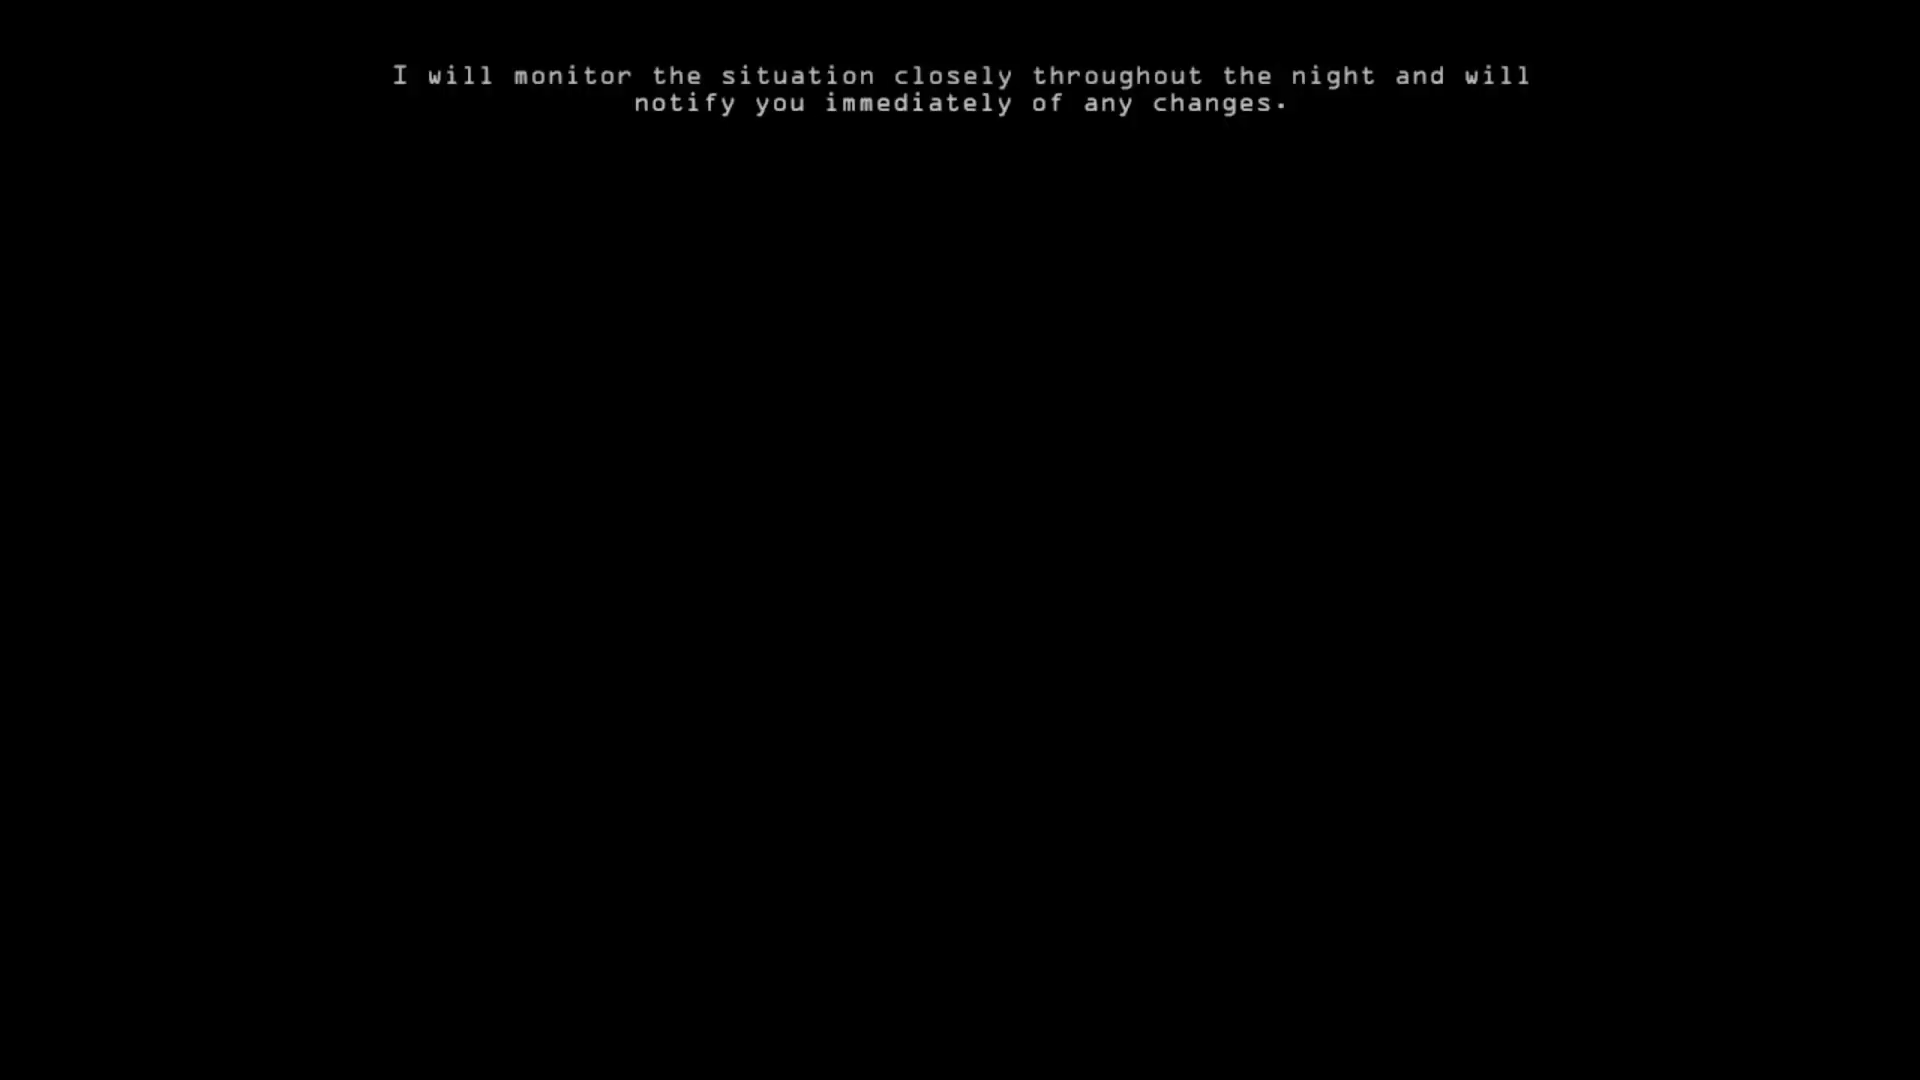 I will monitor the situation closely throughout the night and will
notify you immediately of any changes.